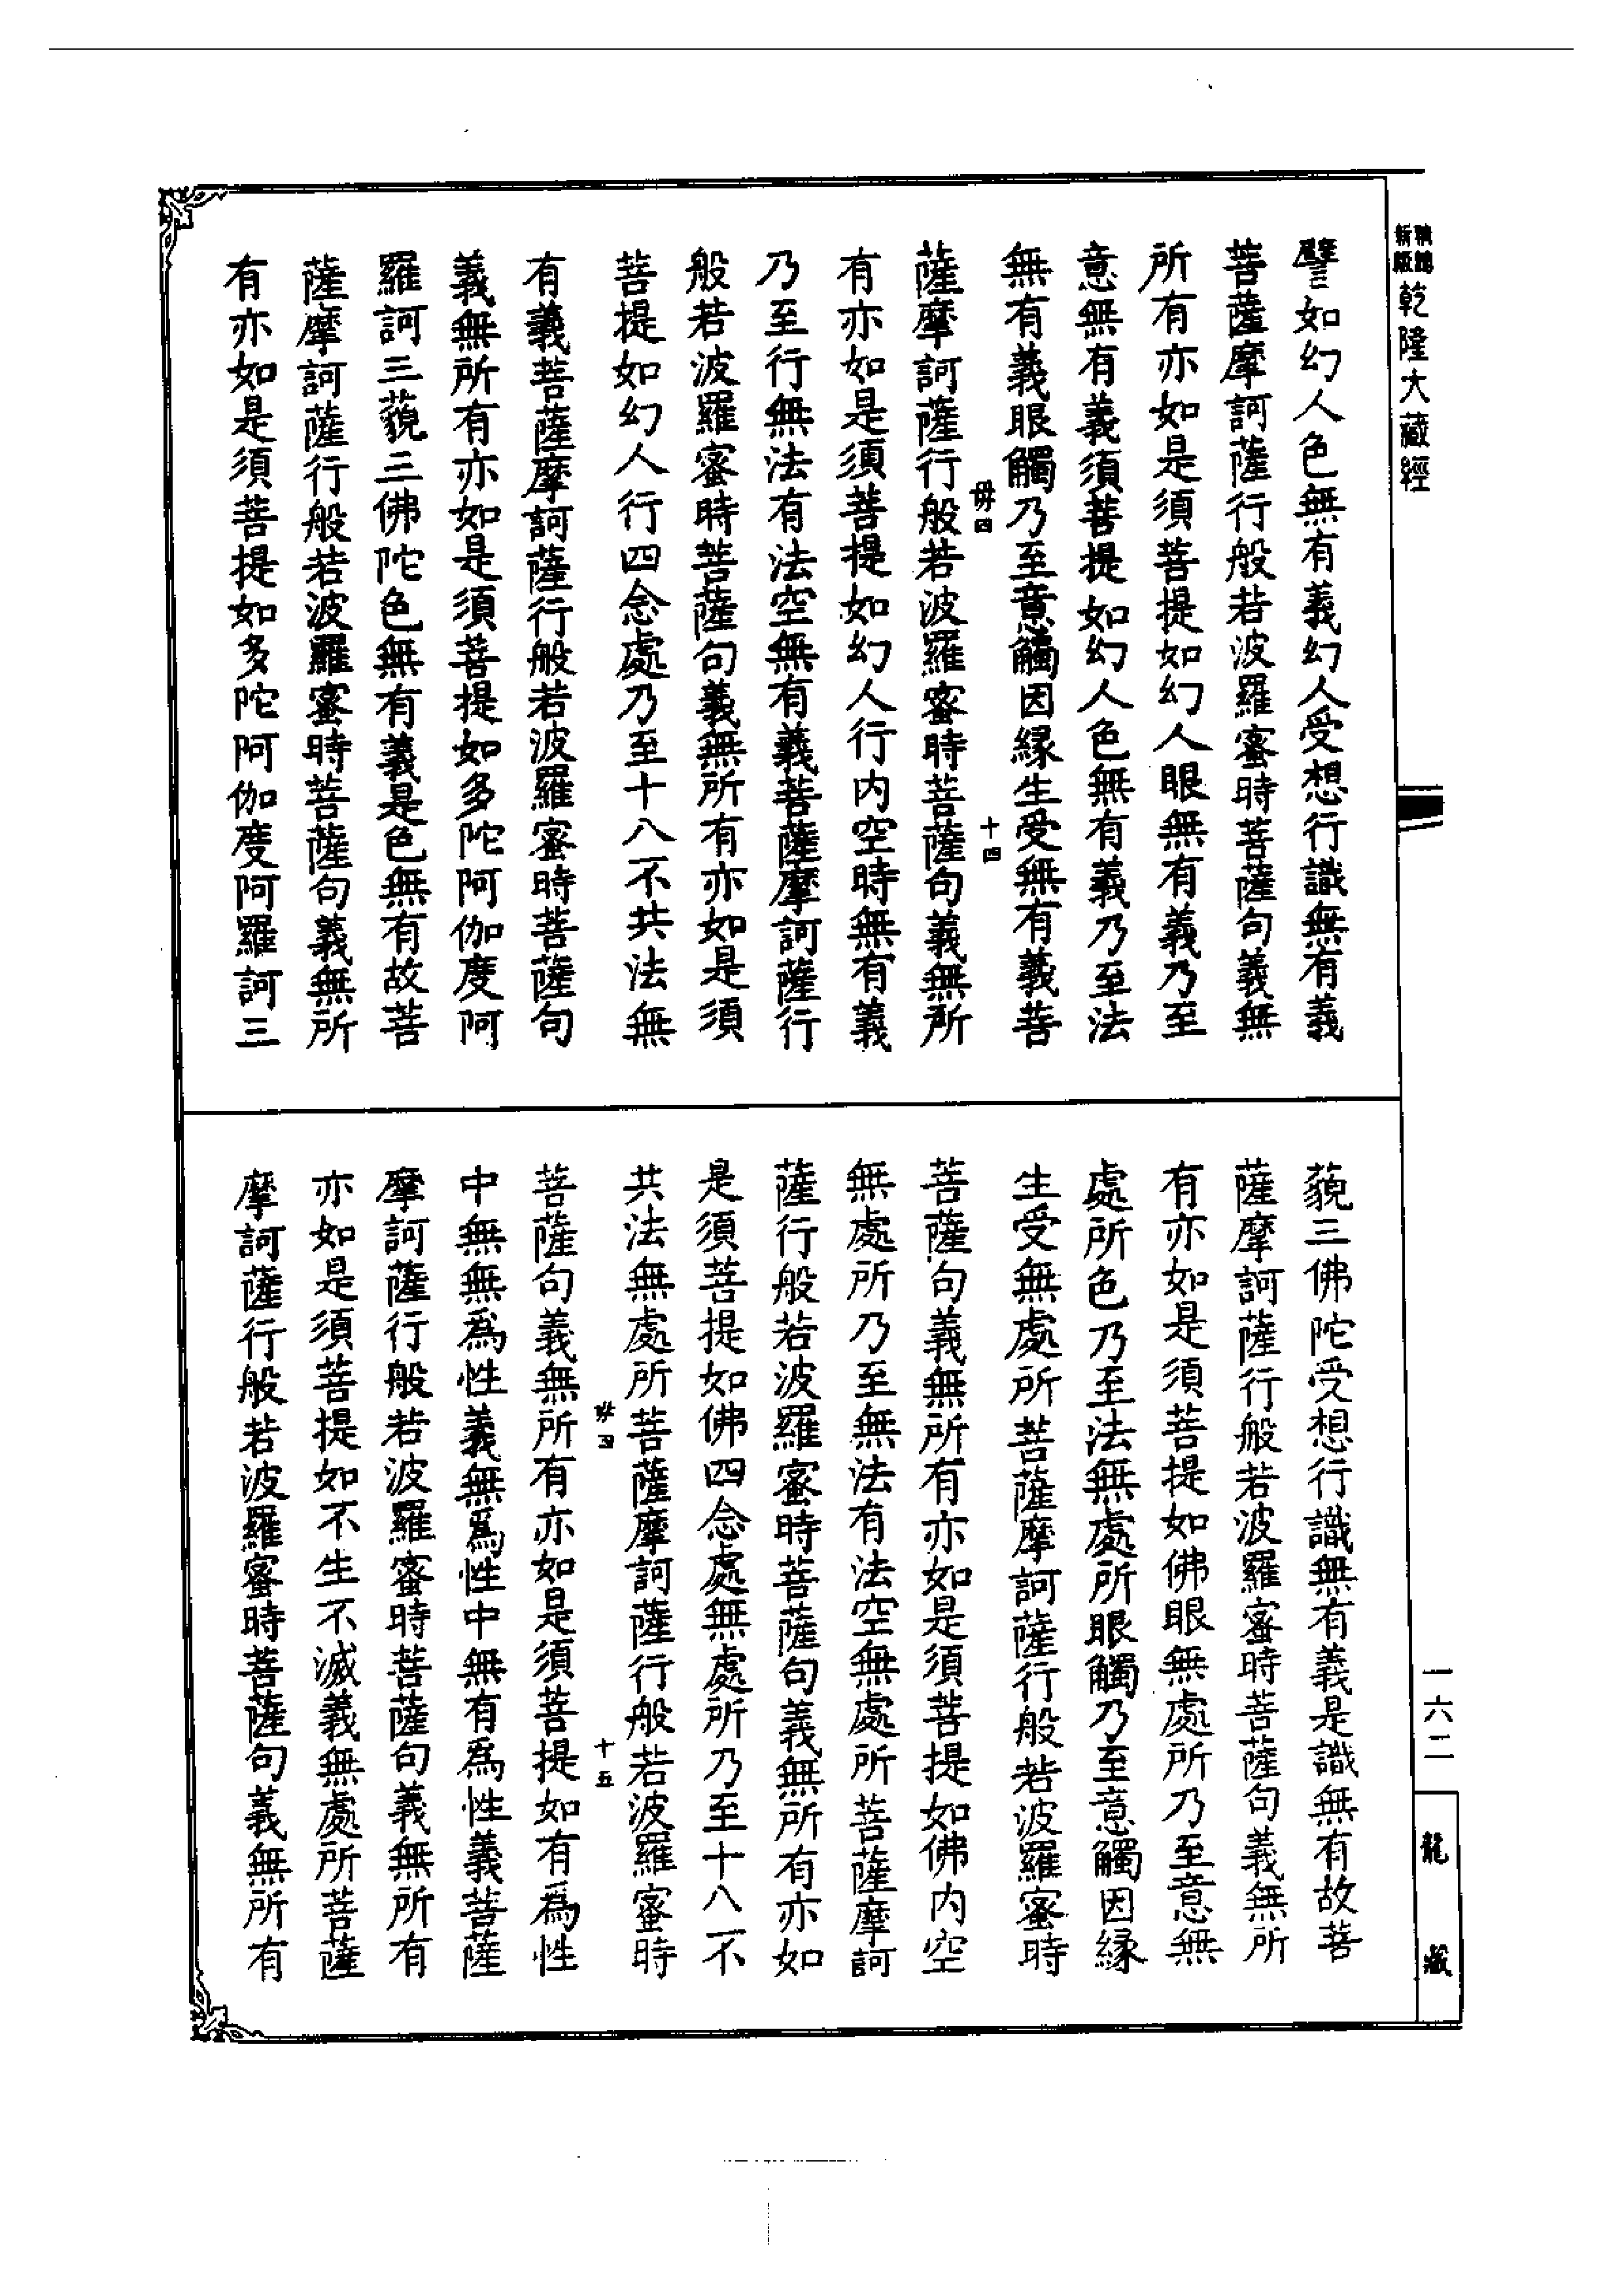 乾隆大藏經
譬如幻人色無有義幻人受想行識無有義
菩薩摩訶薩行般若波羅蜜時菩薩句義無
所有亦如是須菩提如幻人眼無有義乃至
意無有義須菩提如幻人色無有義乃至法
無有義眼觸乃至意觸因緣生受無有義菩
十四
薩摩訶薩行般若波羅蜜時菩薩句義無所
有亦如是須菩提如幻人行內空時無有義
乃至行無法有法空無有義菩薩摩訶薩行
般若波羅蜜時菩薩句義無所有亦如是須
菩提如幻人行四念處乃至十八不共法無
有義菩薩摩訶薩行般若波羅蜜時菩薩句
義無所有亦如是須菩提如多陀阿伽度阿
羅訶三藐三佛陀色無有義是色無有故菩
薩摩訶薩行般若波羅蜜時菩薩句義無所
有亦如是須菩提如多陀阿伽度阿羅訶三
藐三佛陀受想行識無有義是識無有故菩
薩摩訶薩行般若波羅蜜時菩薩句義無所
有亦如是須菩提如佛眼無處所乃至意無
處所色乃至法無處所眼觸乃至意觸因緣
生受無處所菩薩摩訶薩行般若波羅蜜時
菩薩句義無所有亦如是須菩提如佛內空
無處所乃至無法有法空無處所菩薩摩訶
薩行般若波羅蜜時菩薩句義無所有亦如
是須菩提如佛四念處無處所乃至十八不
共法無處所菩薩摩訶薩行般若波羅蜜時
十五
菩薩句義無所有亦如是須菩提如有爲性
中無無爲性義無爲性中無有爲性義菩薩
摩訶薩行般若波羅蜜時菩薩句義無所有
亦如是須菩提如不生不滅義無處所菩薩
摩訶薩行般若波羅蜜時菩薩句義無所有
一六二
龍藏